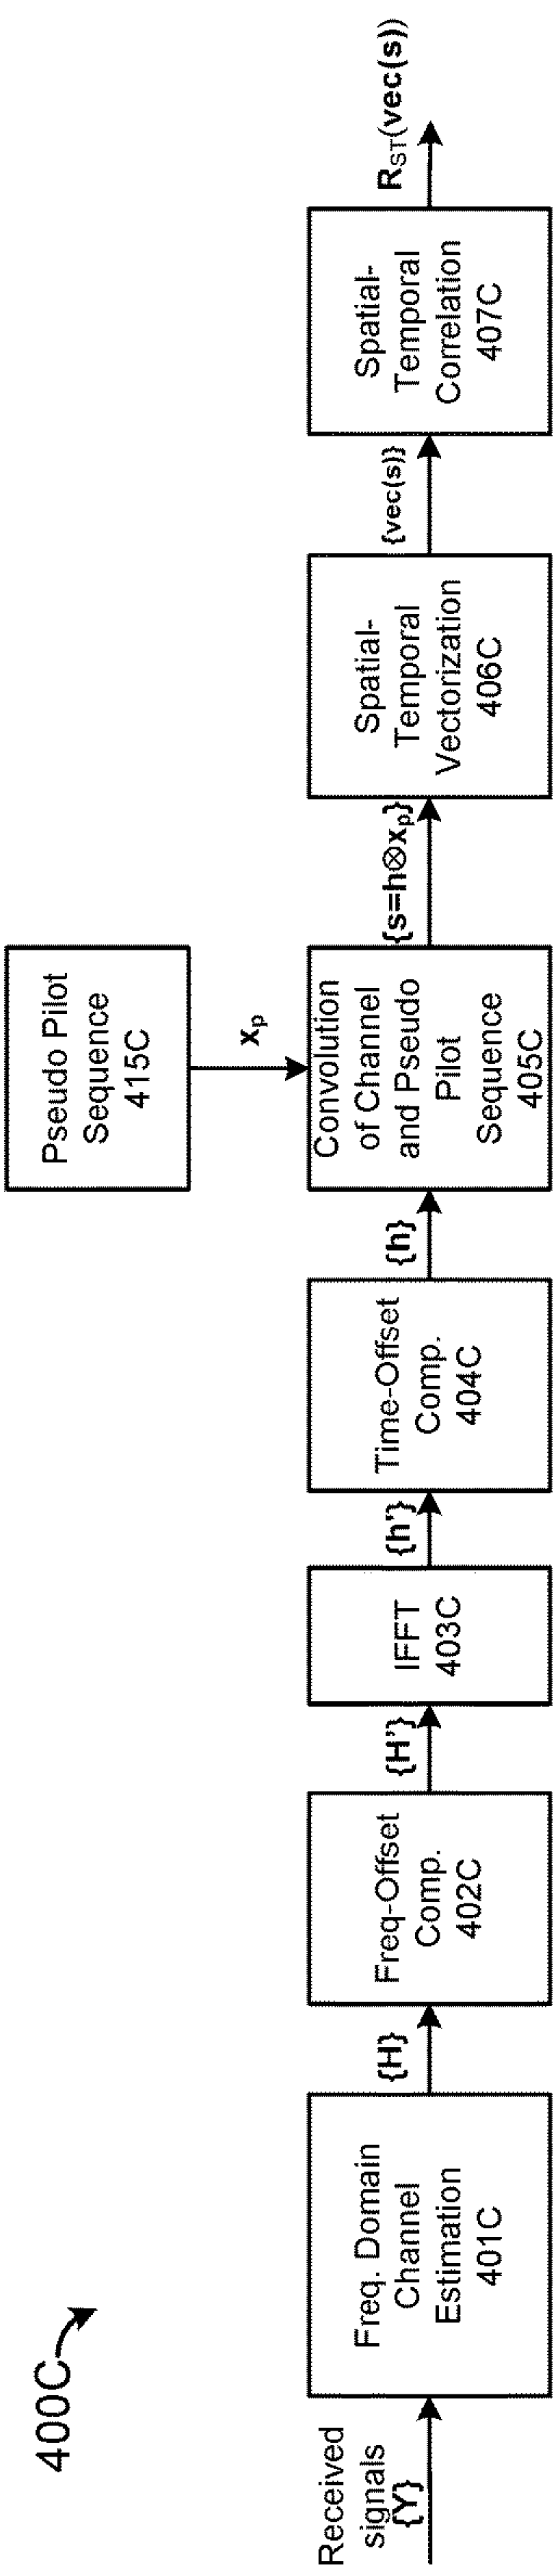 400C
Received
signals
{Y}
Freq. Domain
Channel
Estimation
401C
{H}
Freq-Offset
Comp.
402C
{H'}
IFFT
403C
{h'}
Time-Offset
Comp.
404C
{h}
Pseudo Pilot
Sequence
415C
xₚ
Convolution
of Channel
and Pseudo
Pilot
Sequence
405C
{s=h⊗xₚ}
Spatial-
Temporal
Vectorization
406C
{vec(s)}
Spatial-
Temporal
Correlation
407C
R_ST(vec(s))